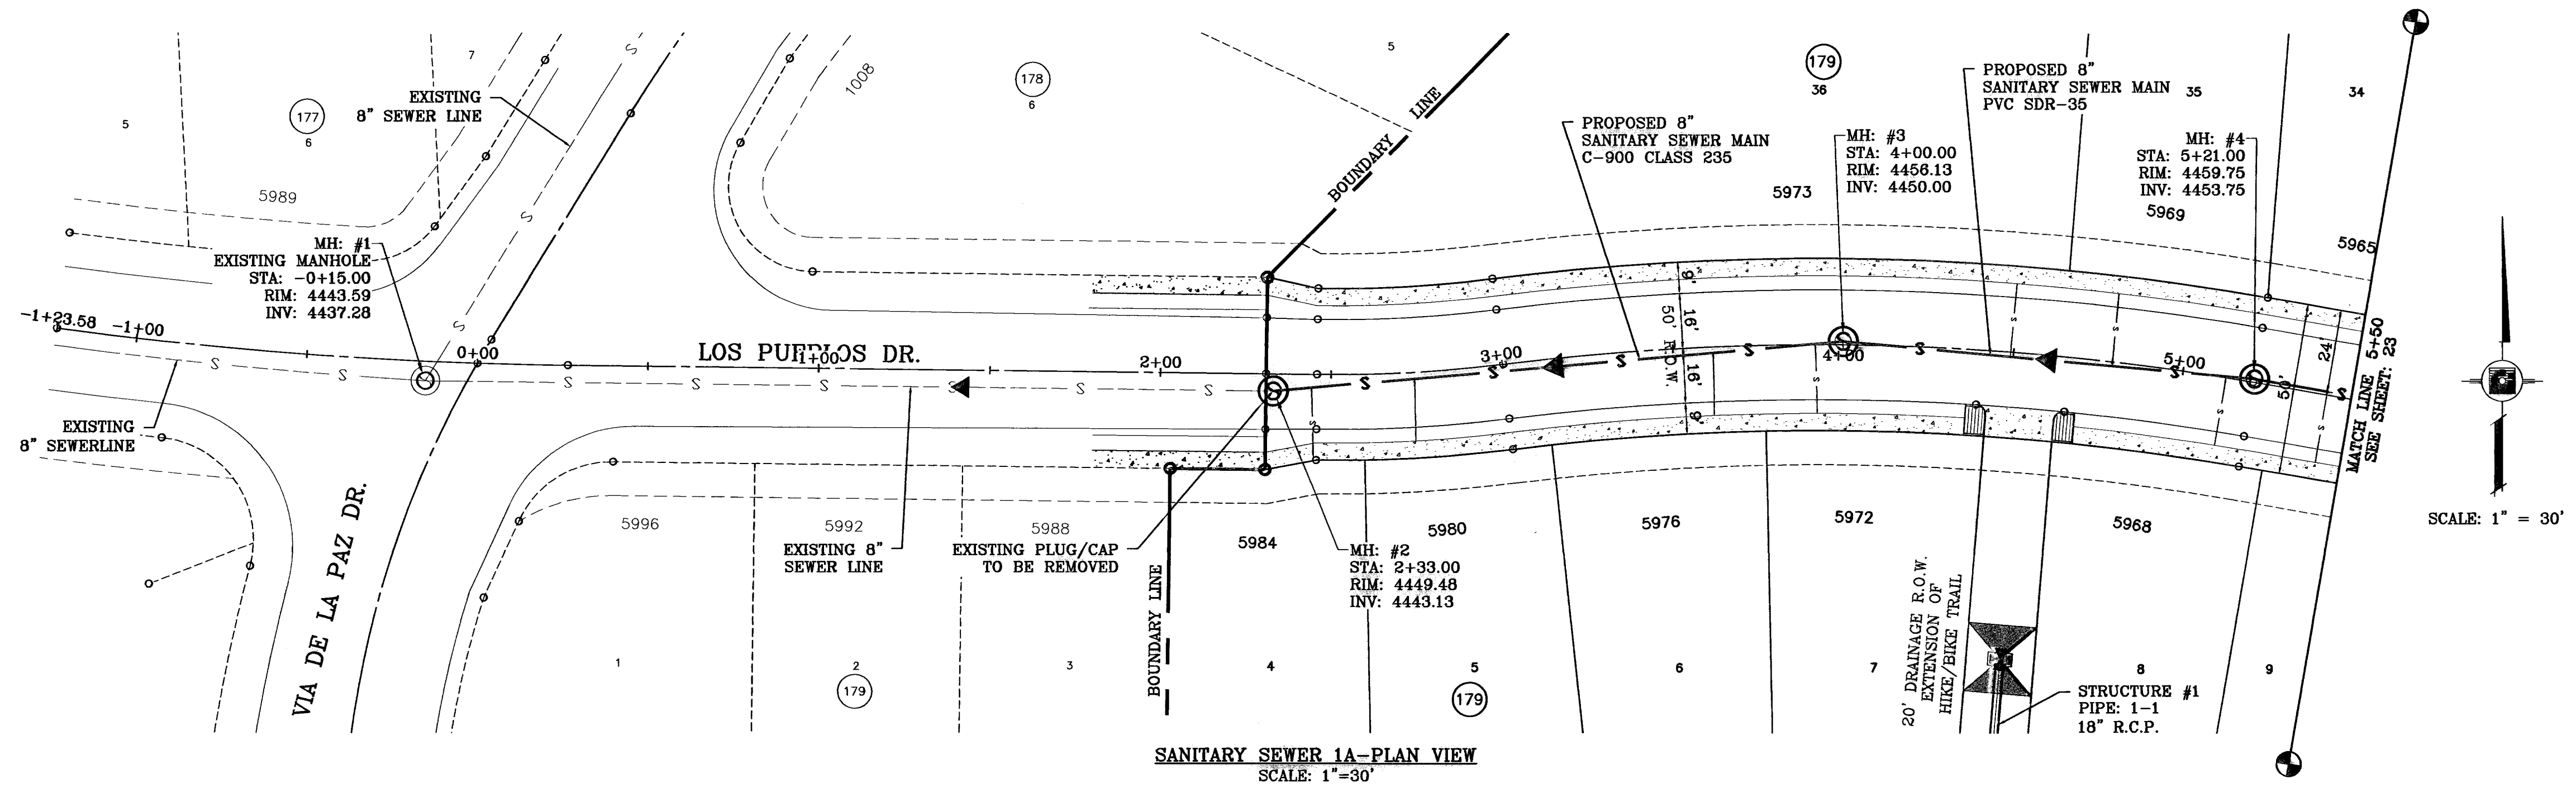 7
5
177
6
EXISTING
8" SEWER LINE
S
1008
178
6
5
BOUNDARY LINE
179
36
PROPOSED 8"
SANITARY SEWER MAIN
PVC SDR-35
35
34
PROPOSED 8"
SANITARY SEWER MAIN
C-900 CLASS 235
MH: #3
STA: 4+00.00
RIM: 4456.13
INV: 4450.00
MH: #4
STA: 5+21.00
RIM: 4459.75
INV: 4453.75
5989
5973
5969
5965
MH: #1
EXISTING MANHOLE
STA: -0+15.00
RIM: 4443.59
INV: 4437.28
-1+23.58
-1+00
0+00
LOS PUEBLOS DR.
1+00
2+00
3+00
4+00
5+00
6'
16'
50' R.O.W.
16'
6'
24'
50'
S S S S S S S S
S S S S S S S S
MATCH LINE 5+50
SEE SHEET: 23
SCALE: 1" = 30'
EXISTING
8" SEWERLINE
VIA DE LA PAZ DR.
5996
5992
5988
5984
5980
5976
5972
5968
EXISTING 8"
SEWER LINE
EXISTING PLUG/CAP
TO BE REMOVED
MH: #2
STA: 2+33.00
RIM: 4449.48
INV: 4443.13
BOUNDARY LINE
20' DRAINAGE R.O.W.
EXTENSION OF
HIKE/BIKE TRAIL
1
2
3
4
5
6
7
8
9
179
179
STRUCTURE #1
PIPE: 1-1
18" R.C.P.
SANITARY SEWER 1A-PLAN VIEW
SCALE: 1"=30'